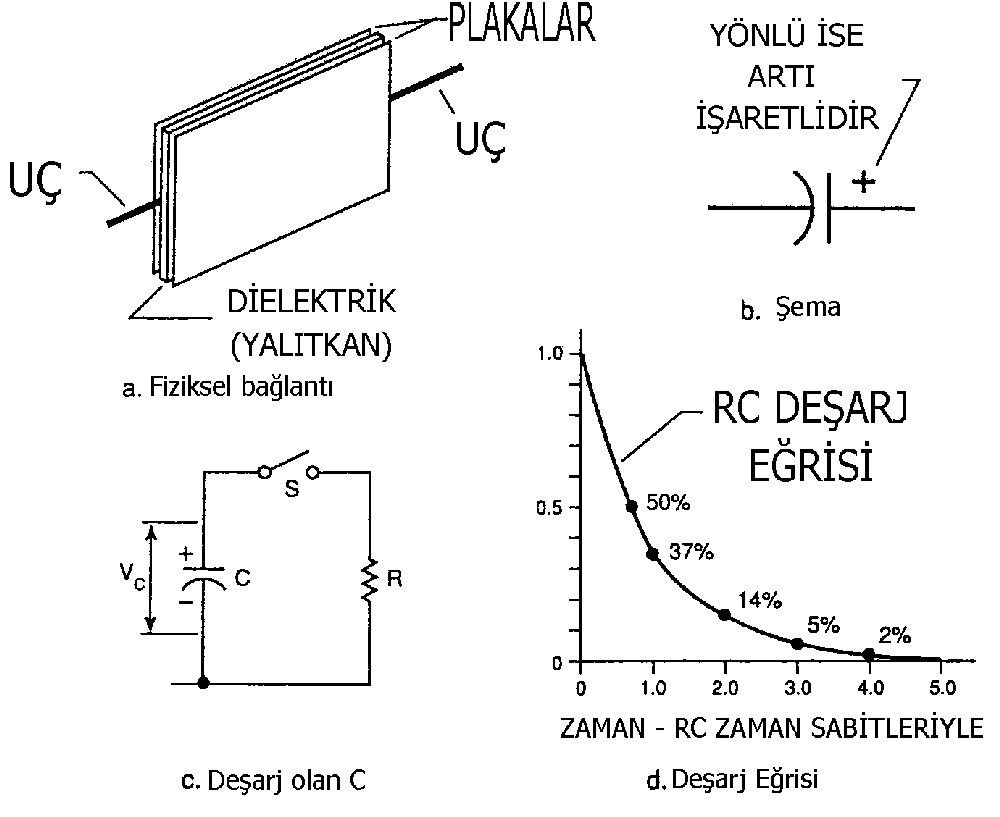 PLAKALAR
UÇ
UÇ
DİELEKTRİK
(YALITKAN)
a. Fiziksel bağlantı
YÖNLÜ İSE
ARTI
İŞARETLİDİR
+
b. Şema
S
+
VC
C
R
–
c. Deşarj olan C
1.0
RC DEŞARJ
EĞRİSİ
0.5
50%
37%
14%
5%
2%
0
0 1.0 2.0 3.0 4.0 5.0
ZAMAN - RC ZAMAN SABİTLERİYLE
d. Deşarj Eğrisi